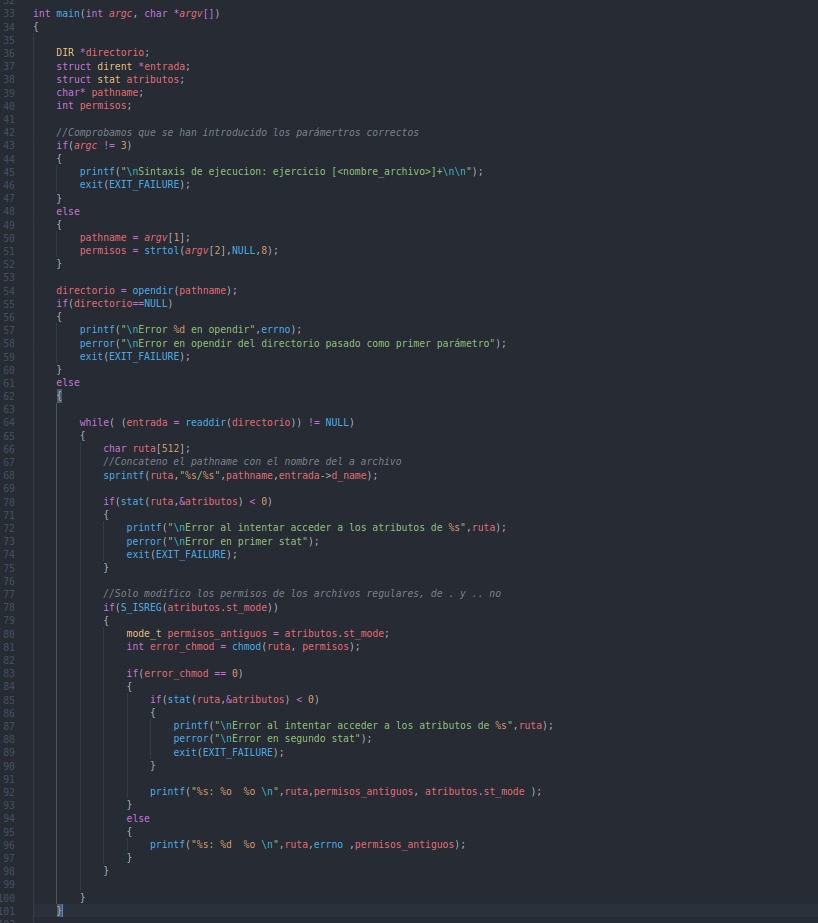 33 int main(int argc, char *argv[])
34 {
35
36     DIR *directorio;
37     struct dirent *entrada;
38     struct stat atributos;
39     char* pathname;
40     int permisos;
41
42     //Comprobamos que se han introducido los parámertros correctos
43     if(argc != 3)
44     {
45         printf("\nSintaxis de ejecucion: ejercicio [<nombre_archivo>]+\n\n");
46         exit(EXIT_FAILURE);
47     }
48     else
49     {
50         pathname = argv[1];
51         permisos = strtol(argv[2],NULL,8);
52     }
53
54     directorio = opendir(pathname);
55     if(directorio==NULL)
56     {
57         printf("\nError %d en opendir",errno);
58         perror("\nError en opendir del directorio pasado como primer parámetro");
59         exit(EXIT_FAILURE);
60     }
61     else
62     {
63
64         while( (entrada = readdir(directorio)) != NULL)
65         {
66             char ruta[512];
67             //Concateno el pathname con el nombre del a archivo
68             sprintf(ruta,"%s/%s",pathname,entrada->d_name);
69
70             if(stat(ruta,&atributos) < 0)
71             {
72                 printf("\nError al intentar acceder a los atributos de %s",ruta);
73                 perror("\nError en primer stat");
74                 exit(EXIT_FAILURE);
75             }
76
77             //Solo modifico los permisos de los archivos regulares, de . y .. no
78             if(S_ISREG(atributos.st_mode))
79             {
80                 mode_t permisos_antiguos = atributos.st_mode;
81                 int error_chmod = chmod(ruta, permisos);
82
83                 if(error_chmod == 0)
84                 {
85                     if(stat(ruta,&atributos) < 0)
86                     {
87                         printf("\nError al intentar acceder a los atributos de %s",ruta);
88                         perror("\nError en segundo stat");
89                         exit(EXIT_FAILURE);
90                     }
91
92                     printf("%s: %o  %o \n",ruta,permisos_antiguos, atributos.st_mode );
93                 }
94                 else
95                 {
96                     printf("%s: %d  %o \n",ruta,errno ,permisos_antiguos);
97                 }
98             }
99
100         }
101     }